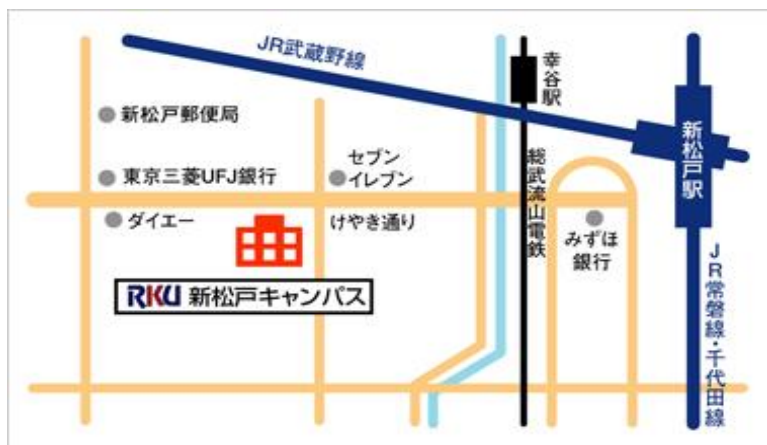 JR武蔵野線
幸谷駅
新松戸郵便局
新松戸駅
東京三菱UFJ銀行
セブン
イレブン
総武流山電鉄
ダイエー
けやき通り
みずほ
銀行
RKU 新松戸キャンパス
JR常磐線・千代田線